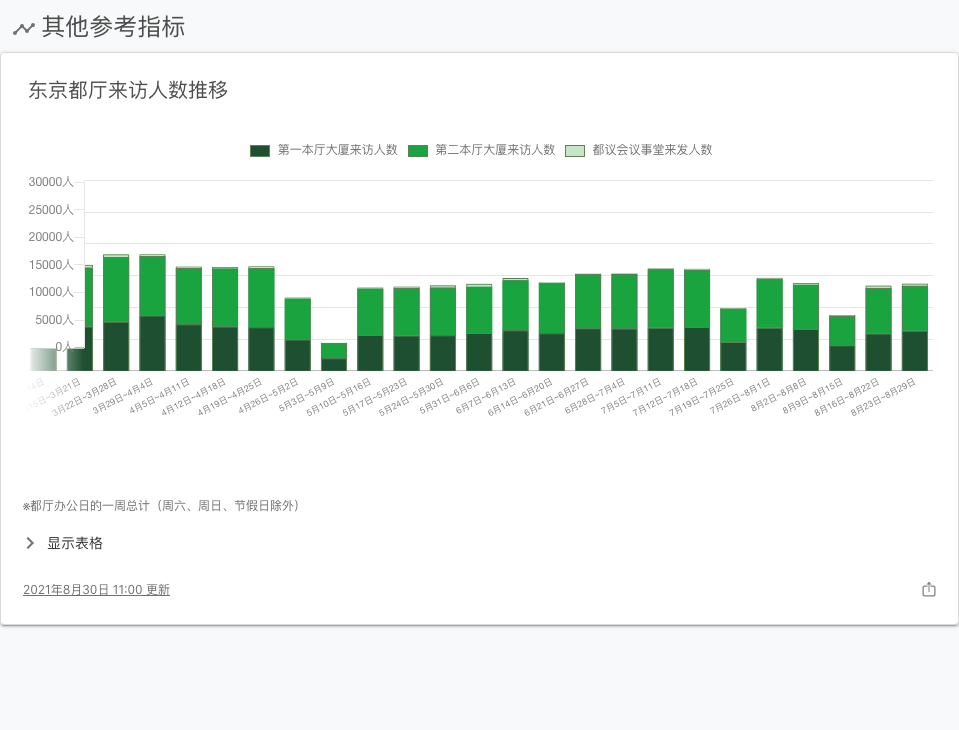 其他参考指标
东京都厅来访人数推移
第一本厅大厦来访人数 第二本厅大厦来访人数 都议会议事堂来发人数
30000人
25000人
20000人
15000人
10000人
5000人
0人
3月22日~3月28日
3月29日~4月4日
4月5日~4月11日
4月12日~4月18日
4月19日~4月25日
4月26日~5月2日
5月3日~5月9日
5月10日~5月16日
5月17日~5月23日
5月24日~5月30日
5月31日~6月6日
6月7日~6月13日
6月14日~6月20日
6月21日~6月27日
6月28日~7月4日
7月5日~7月11日
7月12日~7月18日
7月19日~7月25日
7月26日~8月1日
8月2日~8月8日
8月9日~8月15日
8月16日~8月22日
8月23日~8月29日
※都厅办公日的一周总计（周六、周日、节假日除外）
显示表格
2021年8月30日 11:00 更新